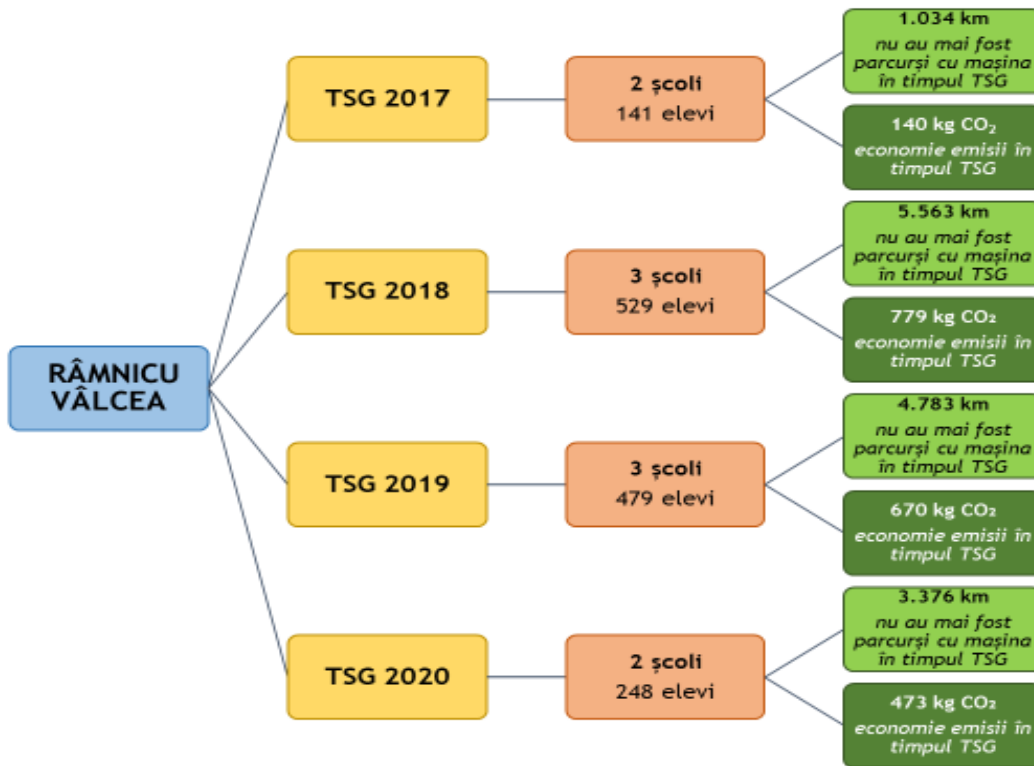 RÂMNICU
VÂLCEA
TSG 2017
2 școli
141 elevi
1.034 km
nu au mai fost
parcurși cu mașina
în timpul TSG
140 kg CO₂
economie emisii în
timpul TSG
TSG 2018
3 școli
529 elevi
5.563 km
nu au mai fost
parcurși cu mașina
în timpul TSG
779 kg CO₂
economie emisii în
timpul TSG
TSG 2019
3 școli
479 elevi
4.783 km
nu au mai fost
parcurși cu mașina
în timpul TSG
670 kg CO₂
economie emisii în
timpul TSG
TSG 2020
2 școli
248 elevi
3.376 km
nu au mai fost
parcurși cu mașina
în timpul TSG
473 kg CO₂
economie emisii în
timpul TSG